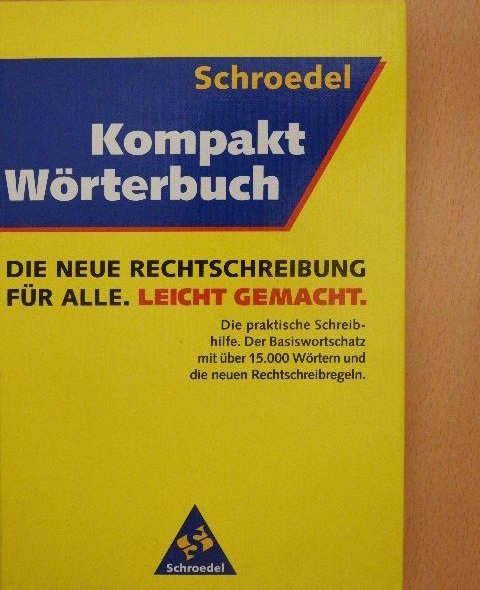 Schroedel
Kompakt
Wörterbuch
DIE NEUE RECHTSCHREIBUNG
FÜR ALLE. LEICHT GEMACHT.
Die praktische Schreib-
hilfe. Der Basiswortschatz
mit über 15.000 Wörtern und
die neuen Rechtschreibregeln.
Schroedel